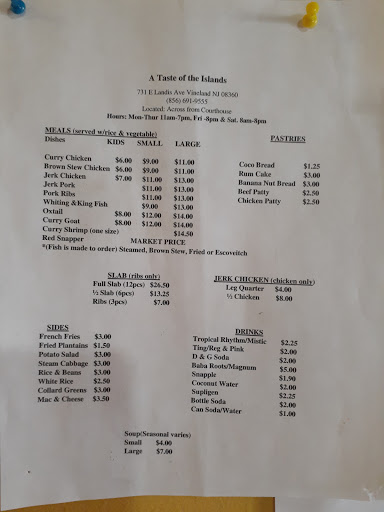 A Taste of the Islands
731 E Landis Ave Vineland NJ 08360
(856) 691-9555
Located: Across from Courthouse
Hours: Mon-Thur 11am-7pm, Fri -8pm & Sat. 8am-8pm
MEALS (served w/rice & vegetable)
Dishes KIDS SMALL LARGE
Curry Chicken $6.00 $9.00 $11.00
Brown Stew Chicken $6.00 $9.00 $11.00
Jerk Chicken $7.00 $11.00 $13.00
Jerk Pork $11.00 $13.00
Pork Ribs $11.00 $13.00
Whiting &King Fish $9.00 $13.00
Oxtail $8.00 $12.00 $14.00
Curry Goat $8.00 $12.00 $14.00
Curry Shrimp (one size) $14.50
Red Snapper MARKET PRICE
*(Fish is made to order) Steamed, Brown Stew, Fried or Escoveitch
PASTRIES
Coco Bread $1.25
Rum Cake $3.00
Banana Nut Bread $3.00
Beef Patty $2.50
Chicken Patty $2.50
SLAB (ribs only)
Full Slab (12pcs) $26.50
½ Slab (6pcs) $13.25
Ribs (3pcs) $7.00
JERK CHICKEN (chicken only)
Leg Quarter $4.00
½ Chicken $8.00
SIDES
French Fries $3.00
Fried Plantains $1.50
Potato Salad $3.00
Steam Cabbage $3.00
Rice & Beans $3.00
White Rice $2.50
Collard Greens $3.00
Mac & Cheese $3.50
DRINKS
Tropical Rhythm/Mistic $2.25
Ting/Reg & Pink $2.00
D & G Soda $2.00
Baba Roots/Magnum $5.00
Snapple $1.90
Coconut Water $2.00
Supligen $2.25
Bottle Soda $2.00
Can Soda/Water $1.00
Soup(Seasonal varies)
Small $4.00
Large $7.00